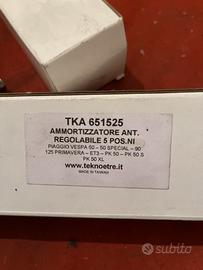 TKA 651525
AMMORTIZZATORE ANT.
REGOLABILE 5 POS.NI
PIAGGIO VESPA 50 - 50 SPECIAL - 90
125 PRIMAVERA - ET3 - PK 50 - PK 50 S
PK 50 XL
www.teknoetre.it
MADE IN TAIWAN
subito